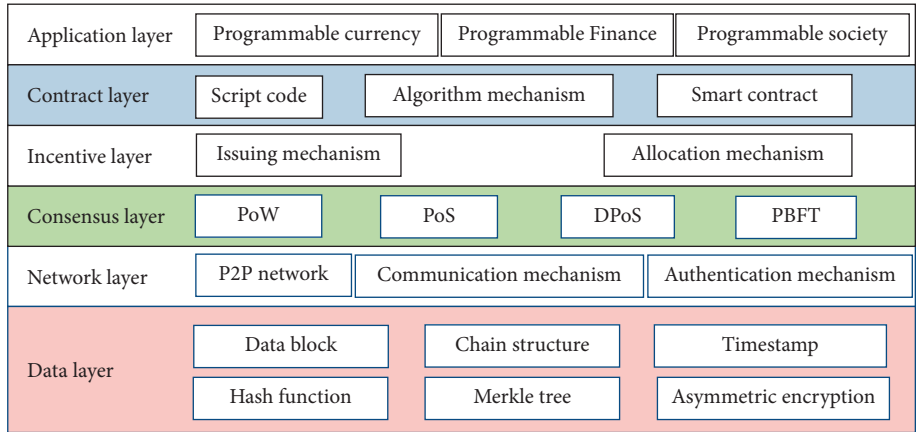 Application layer Programmable currency Programmable Finance Programmable society
Contract layer Script code Algorithm mechanism Smart contract
Incentive layer Issuing mechanism Allocation mechanism
Consensus layer PoW PoS DPoS PBFT
Network layer P2P network Communication mechanism Authentication mechanism
Data layer
Data block Chain structure Timestamp
Hash function Merkle tree Asymmetric encryption